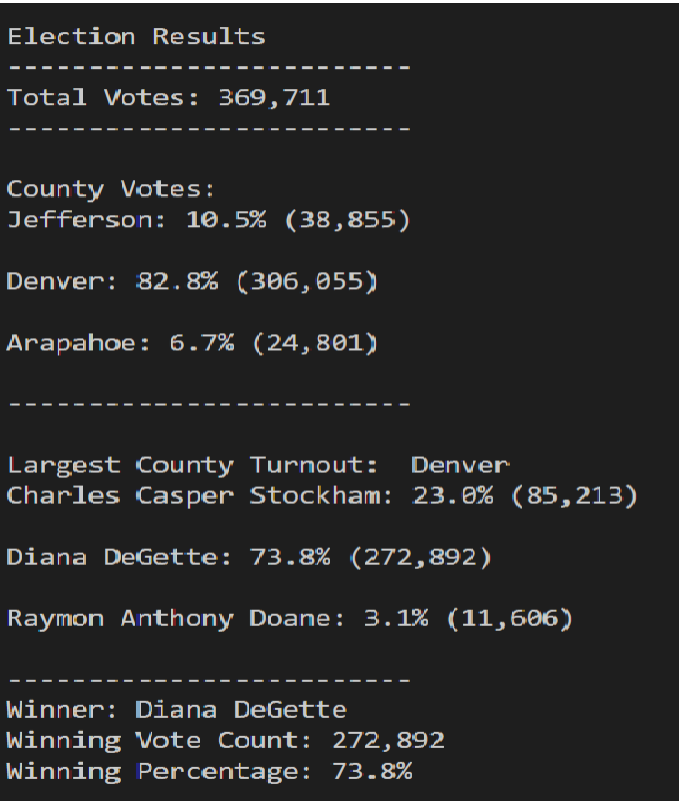 Election Results
-------------------------
Total Votes: 369,711
-------------------------
County Votes:
Jefferson: 10.5% (38,855)
Denver: 82.8% (306,055)
Arapahoe: 6.7% (24,801)
-------------------------
Largest County Turnout:  Denver
Charles Casper Stockham: 23.0% (85,213)
Diana DeGette: 73.8% (272,892)
Raymon Anthony Doane: 3.1% (11,606)
-------------------------
Winner: Diana DeGette
Winning Vote Count: 272,892
Winning Percentage: 73.8%